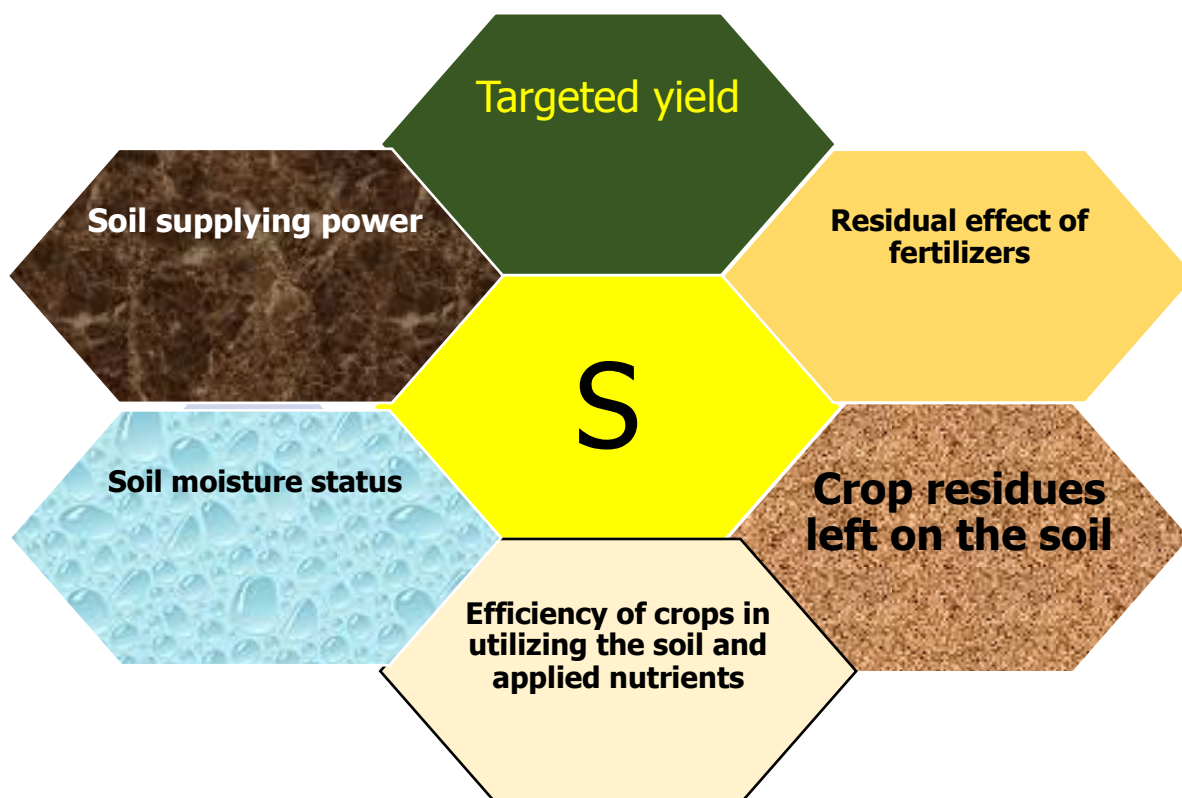 Targeted yield
Soil supplying power
Residual effect of
fertilizers
S
Soil moisture status
Crop residues
left on the soil
Efficiency of crops in
utilizing the soil and
applied nutrients